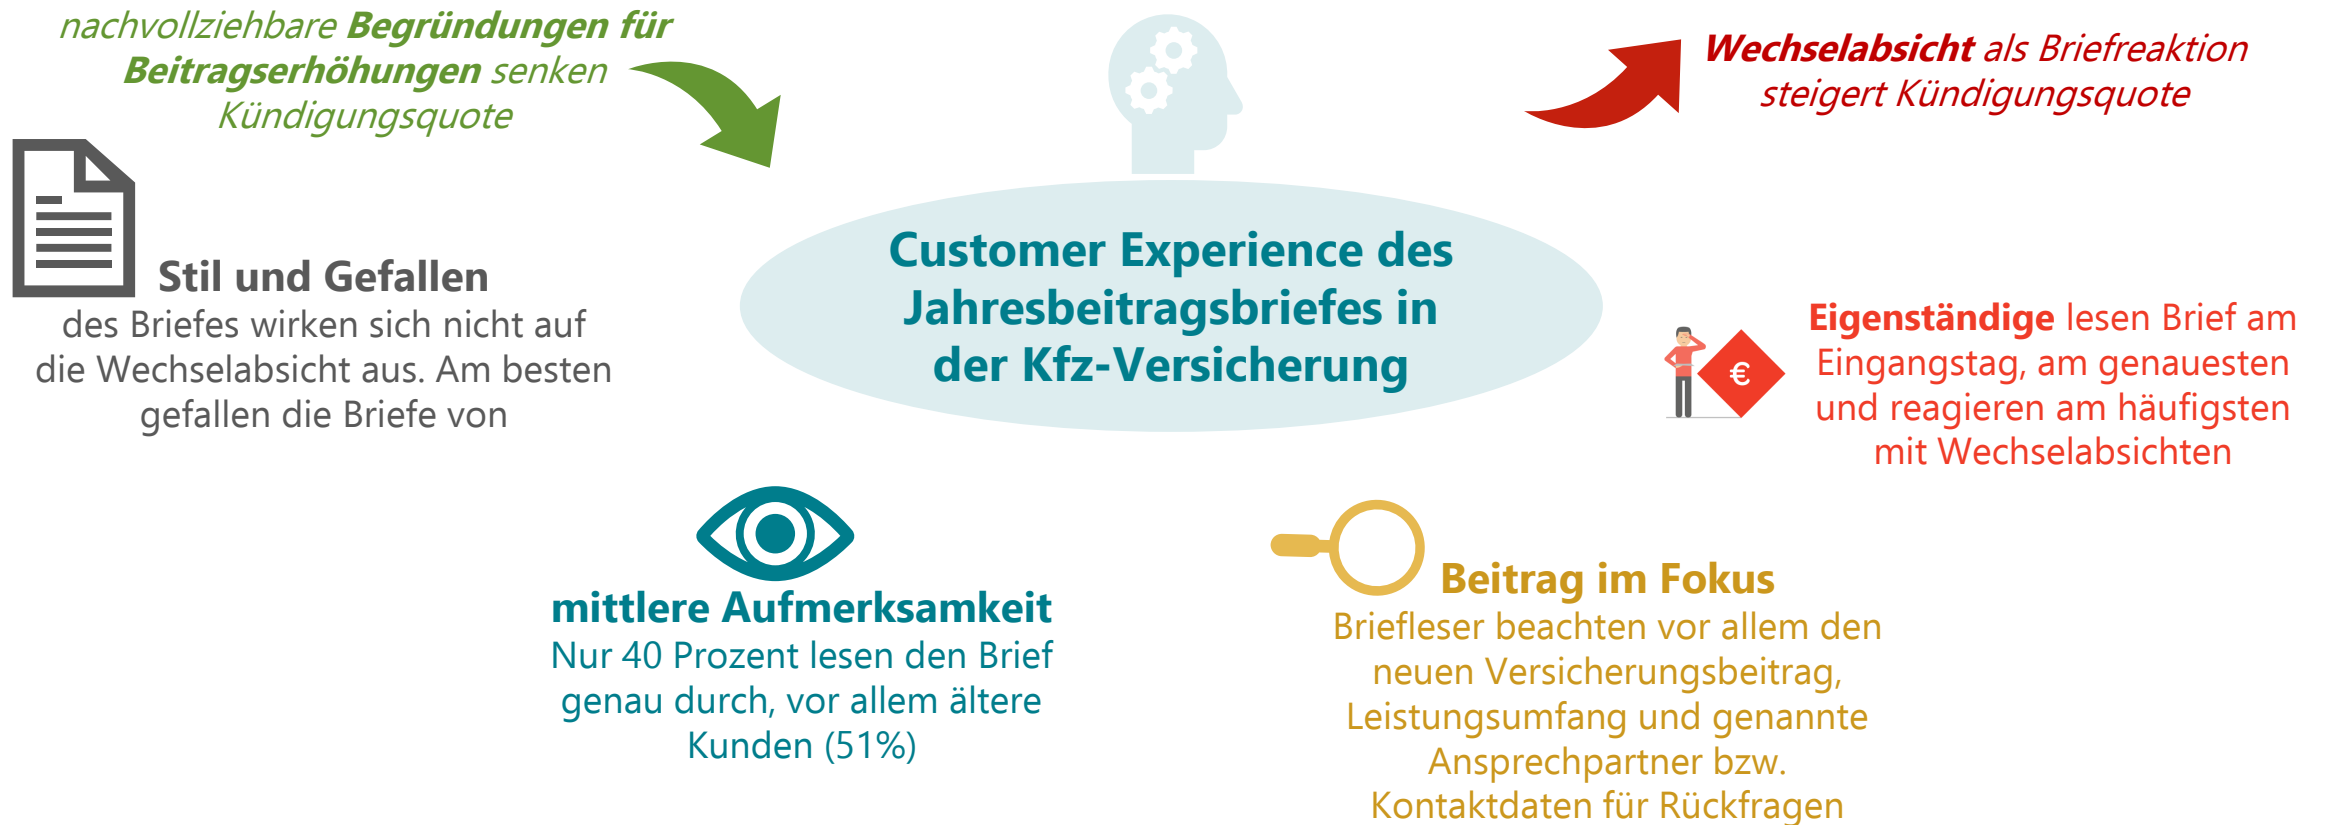 nachvollziehbare Begründungen für
Beitragserhöhungen senken
Kündigungsquote
Wechselabsicht als Briefreaktion
steigert Kündigungsquote
Customer Experience des
Jahresbeitragsbriefes in
der Kfz-Versicherung
Stil und Gefallen
des Briefes wirken sich nicht auf
die Wechselabsicht aus. Am besten
gefallen die Briefe von
€
Eigenständige lesen Brief am
Eingangstag, am genauesten
und reagieren am häufigsten
mit Wechselabsichten
mittlere Aufmerksamkeit
Nur 40 Prozent lesen den Brief
genau durch, vor allem ältere
Kunden (51%)
Beitrag im Fokus
Briefleser beachten vor allem den
neuen Versicherungsbeitrag,
Leistungsumfang und genannte
Ansprechpartner bzw.
Kontaktdaten für Rückfragen